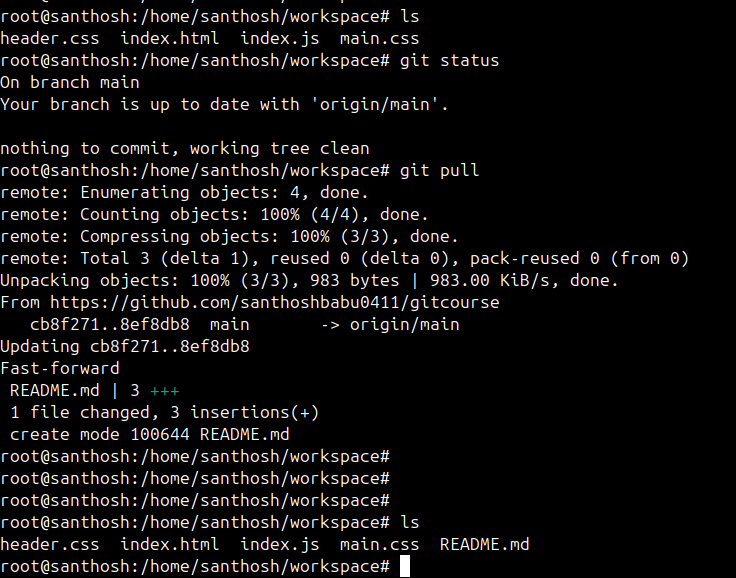 root@santhosh:/home/santhosh/workspace# ls
header.css  index.html  index.js  main.css
root@santhosh:/home/santhosh/workspace# git status
On branch main
Your branch is up to date with 'origin/main'.

nothing to commit, working tree clean
root@santhosh:/home/santhosh/workspace# git pull
remote: Enumerating objects: 4, done.
remote: Counting objects: 100% (4/4), done.
remote: Compressing objects: 100% (3/3), done.
remote: Total 3 (delta 1), reused 0 (delta 0), pack-reused 0 (from 0)
Unpacking objects: 100% (3/3), 983 bytes | 983.00 KiB/s, done.
From https://github.com/santhoshbabu0411/gitcourse
   cb8f271..8ef8db8  main       -> origin/main
Updating cb8f271..8ef8db8
Fast-forward
 README.md | 3 +++
 1 file changed, 3 insertions(+)
 create mode 100644 README.md
root@santhosh:/home/santhosh/workspace#
root@santhosh:/home/santhosh/workspace#
root@santhosh:/home/santhosh/workspace#
root@santhosh:/home/santhosh/workspace# ls
header.css  index.html  index.js  main.css  README.md
root@santhosh:/home/santhosh/workspace#